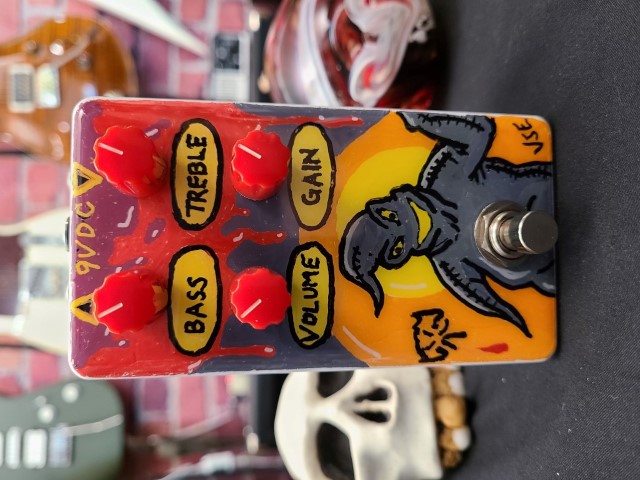 9VDC
BASS
TREBLE
VOLUME
GAIN
JSE